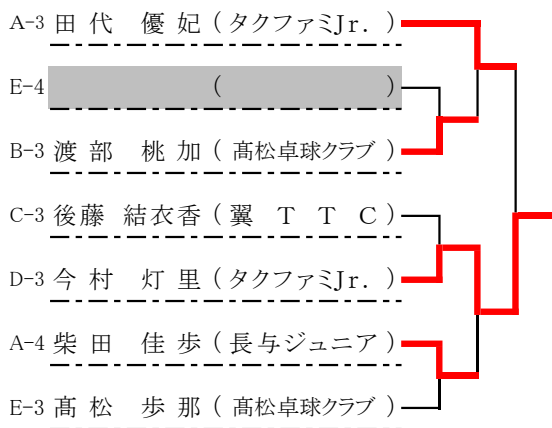 A-3 田代 優妃 (タクファミJr.)
E-4 ( )
B-3 渡部 桃加 (髙松卓球クラブ)
C-3 後藤 結衣香 (翼 T T C)
D-3 今村 灯里 (タクファミJr.)
A-4 柴田 佳歩 (長与ジュニア)
E-3 髙松 歩那 (髙松卓球クラブ)